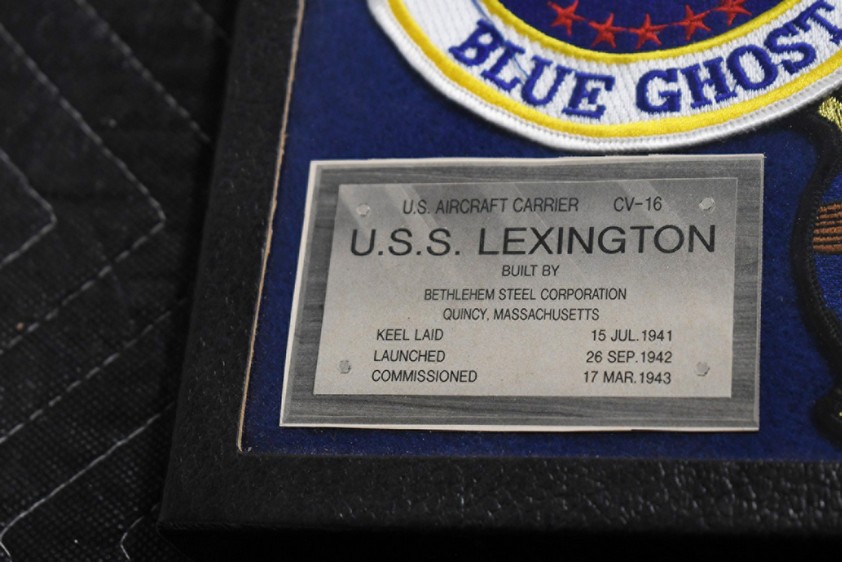 BLUE GHOST
U.S. AIRCRAFT CARRIER CV-16
U.S.S. LEXINGTON
BUILT BY
BETHLEHEM STEEL CORPORATION
QUINCY, MASSACHUSETTS
KEEL LAID 15 JUL.1941
LAUNCHED 26 SEP.1942
COMMISSIONED 17 MAR.1943